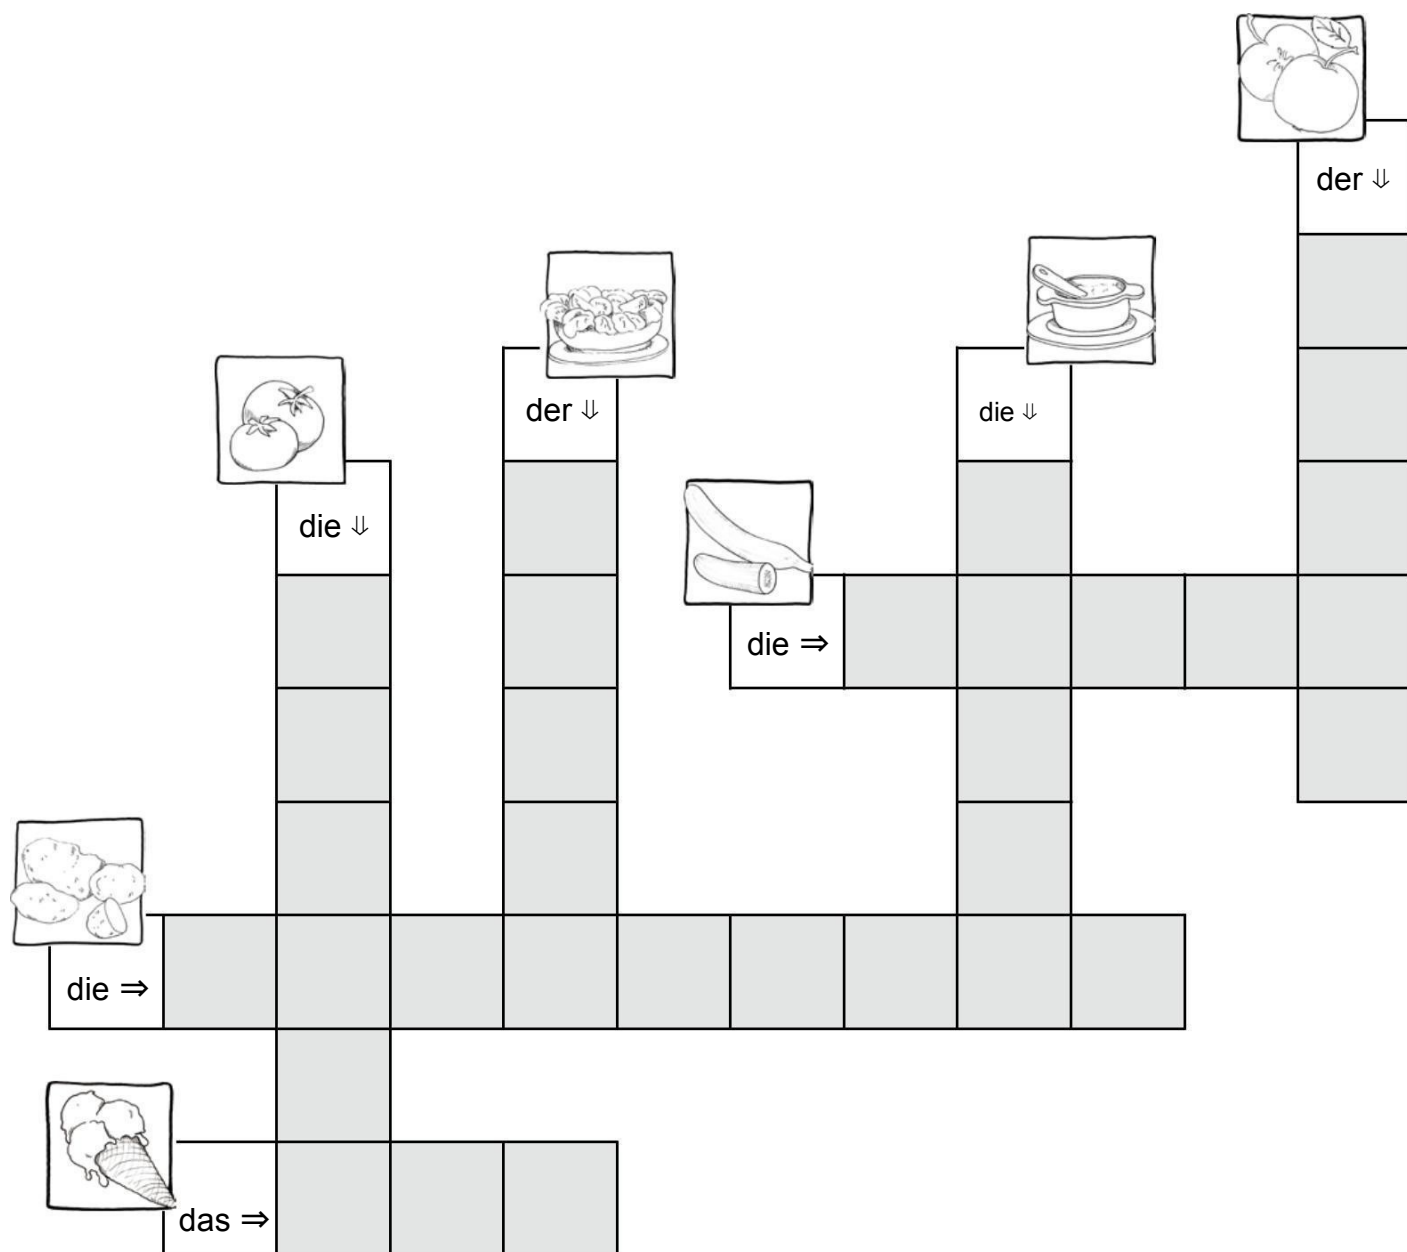 der ⇓
der ⇓
die ⇓
die ⇓
die ⇒
die ⇒
das ⇒